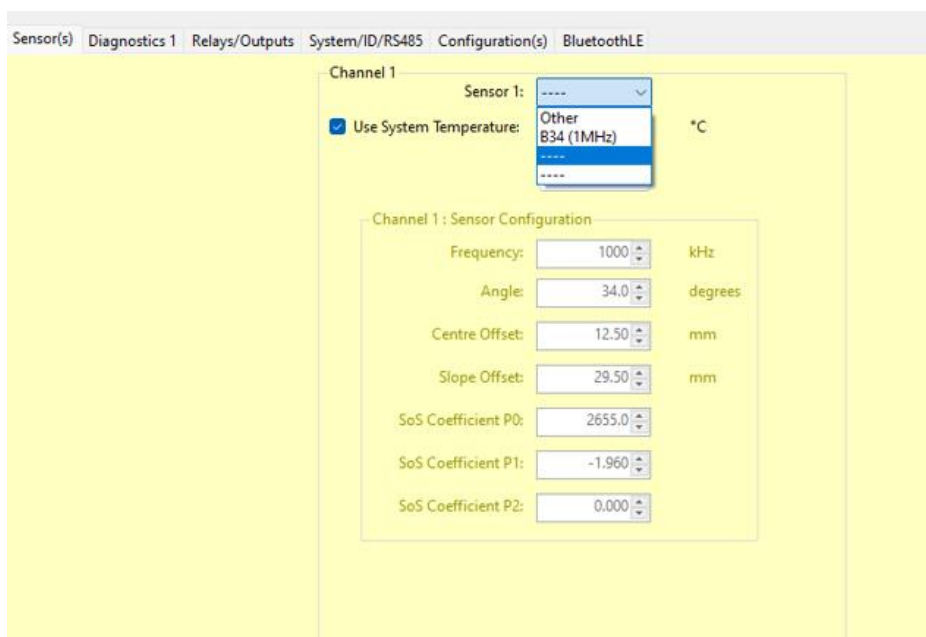 Sensor(s) Diagnostics 1 Relays/Outputs System/ID/RS485 Configuration(s) BluetoothLE
Channel 1
Sensor 1: ----
Other
Use System Temperature: °C
B34 (1MHz)
----
----
Channel 1 : Sensor Configuration
Frequency: 1000 kHz
Angle: 34.0 degrees
Centre Offset: 12.50 mm
Slope Offset: 29.50 mm
SoS Coefficient P0: 2655.0
SoS Coefficient P1: -1.960
SoS Coefficient P2: 0.000